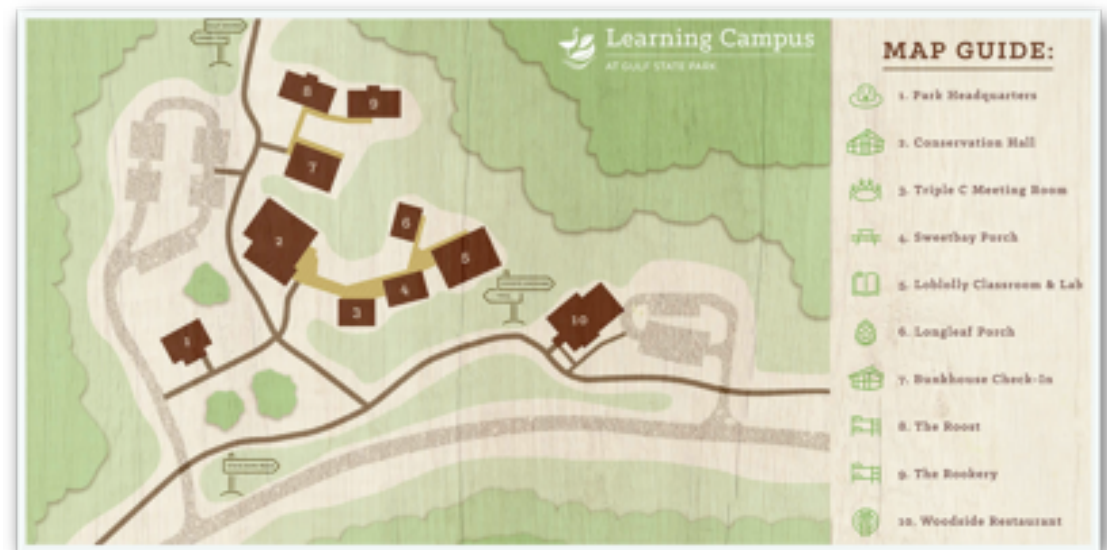 Learning Campus
AT GULF STATE PARK
MAP GUIDE:
1. Park Headquarters
2. Conservation Hall
3. Triple C Meeting Room
4. Sweetbay Porch
5. Loblolly Classroom & Lab
6. Longleaf Porch
7. Bunkhouse Check-In
8. The Roost
9. The Rookery
10. Woodside Restaurant
8
9
7
2
6
5
4
3
10
1